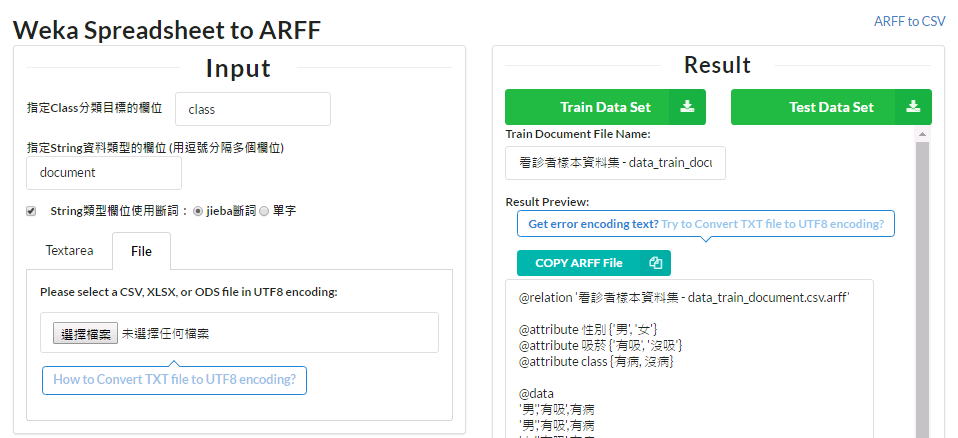 ARFF to CSV
Weka Spreadsheet to ARFF
Input
指定Class分類目標的欄位
class
指定String資料類型的欄位 (用逗號分隔多個欄位)
document
String類型欄位使用斷詞： jieba斷詞 單字
Textarea
File
Please select a CSV, XLSX, or ODS file in UTF8 encoding:
選擇檔案 未選擇任何檔案
How to Convert TXT file to UTF8 encoding?
Result
Train Data Set
Test Data Set
Train Document File Name:
看診者樣本資料集 - data_train_docu
Result Preview:
Get error encoding text? Try to Convert TXT file to UTF8 encoding?
COPY ARFF File
@relation '看診者樣本資料集 - data_train_document.csv.arff'
@attribute 性別 {'男', '女'}
@attribute 吸菸 {'有吸', '沒吸'}
@attribute class {有病, 沒病}
@data
'男','有吸',有病
'男','有吸',有病